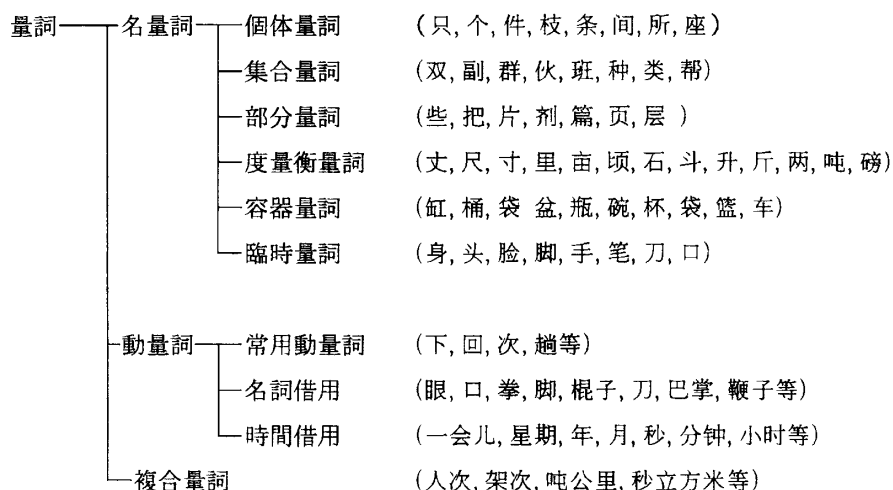 量詞 名量詞 個体量詞 (只, 个, 件, 枝, 条, 间, 所, 座)
集合量詞 (双, 副, 群, 伙, 班, 种, 类, 帮)
部分量詞 (些, 把, 片, 剂, 篇, 页, 层 )
度量衡量詞 (丈, 尺, 寸, 里, 亩, 顷, 石, 斗, 升, 斤, 两, 吨, 磅)
容器量詞 (缸, 桶, 袋 盆, 瓶, 碗, 杯, 袋, 篮, 车)
臨時量詞 (身, 头, 脸, 脚, 手, 笔, 刀, 口)
動量詞 常用動量詞 (下, 回, 次, 趟等)
名詞借用 (眼, 口, 拳, 脚, 棍子, 刀, 巴掌, 鞭子等)
時間借用 (一会儿, 星期, 年, 月, 秒, 分钟, 小时等)
複合量詞 (人次, 架次, 吨公里, 秒立方米等)